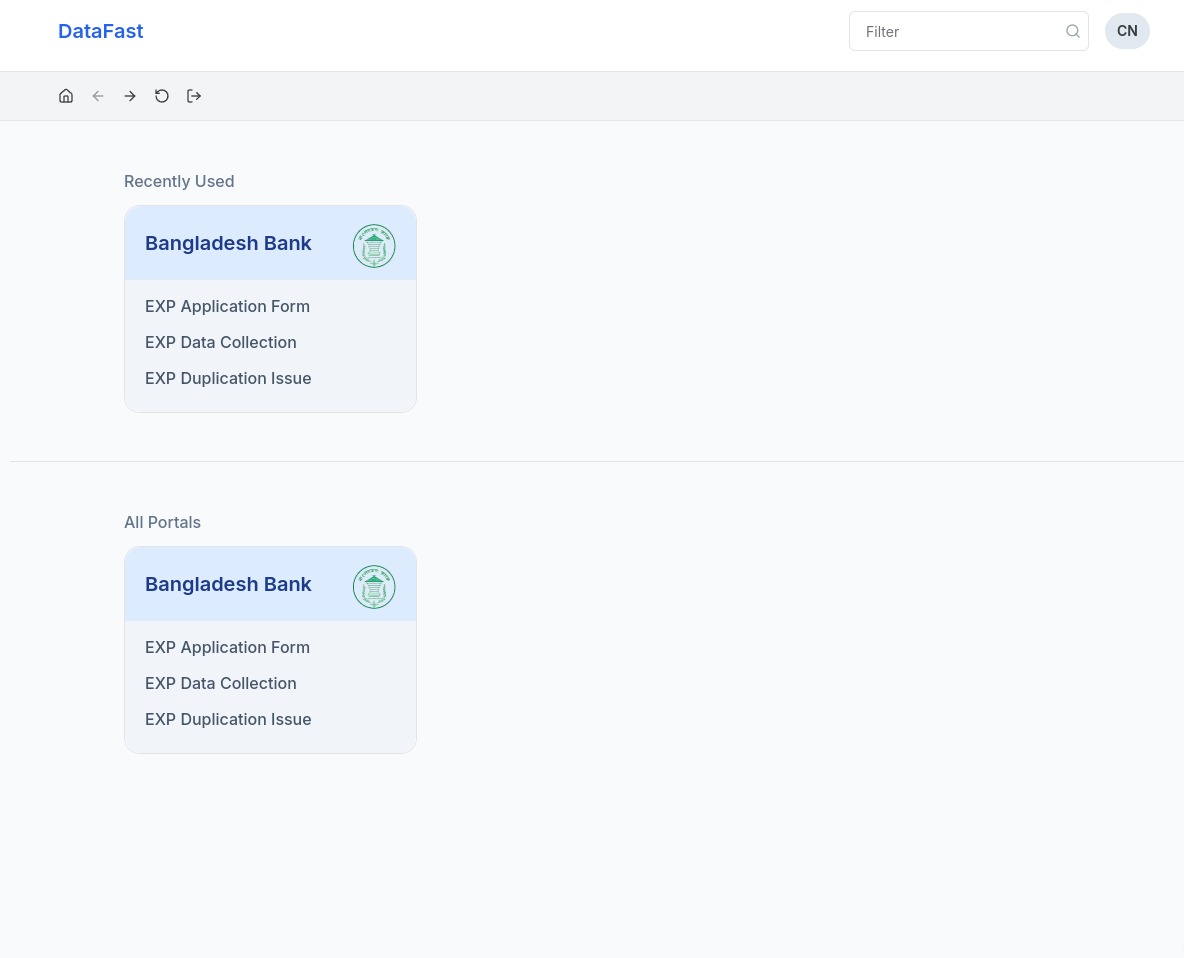 DataFast
Filter
CN
Recently Used
Bangladesh Bank
EXP Application Form
EXP Data Collection
EXP Duplication Issue
All Portals
Bangladesh Bank
EXP Application Form
EXP Data Collection
EXP Duplication Issue